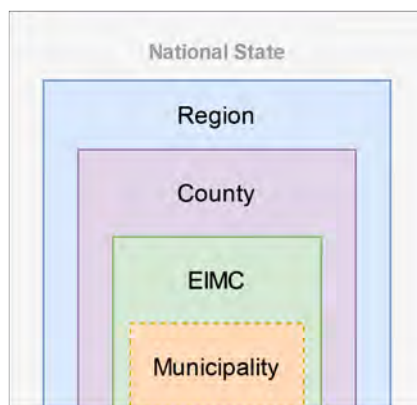 National State
Region
County
EIMC
Municipality